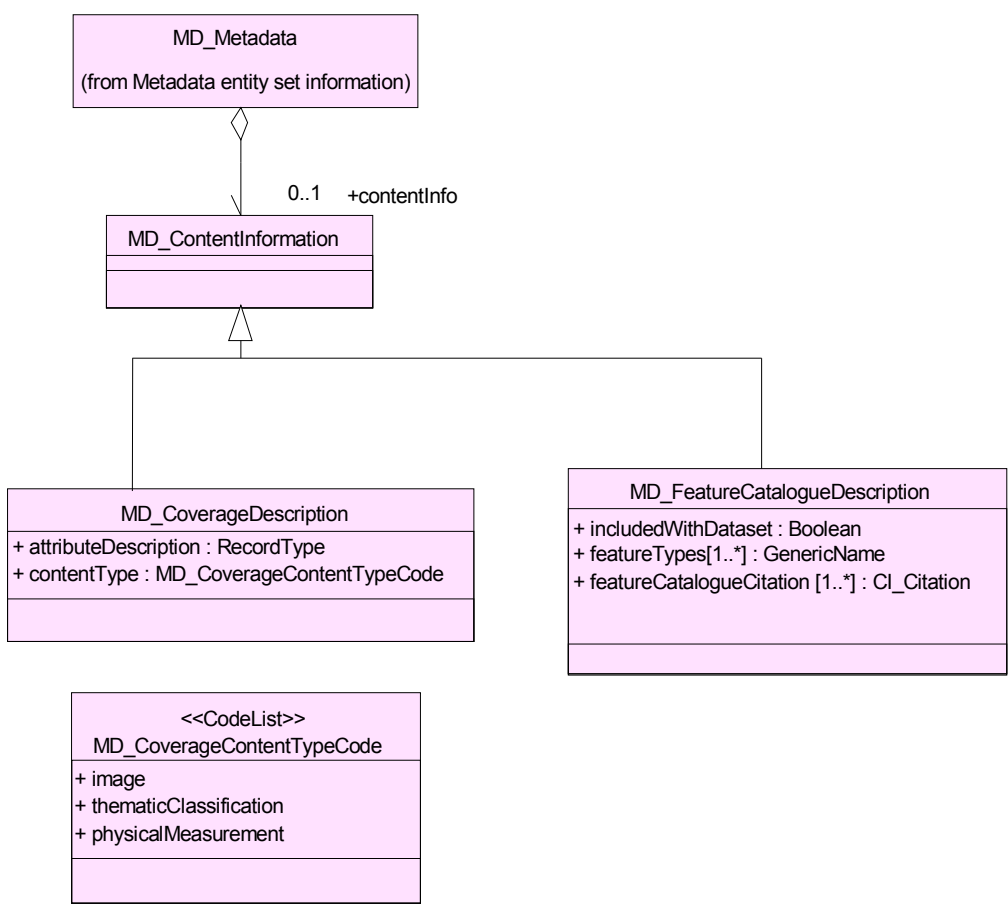 MD_Metadata
(from Metadata entity set information)
0..1 +contentInfo
MD_ContentInformation
MD_CoverageDescription
+ attributeDescription : RecordType
+ contentType : MD_CoverageContentTypeCode
MD_FeatureCatalogueDescription
+ includedWithDataset : Boolean
+ featureTypes[1..*] : GenericName
+ featureCatalogueCitation [1..*] : CI_Citation
<<CodeList>>
MD_CoverageContentTypeCode
+ image
+ thematicClassification
+ physicalMeasurement